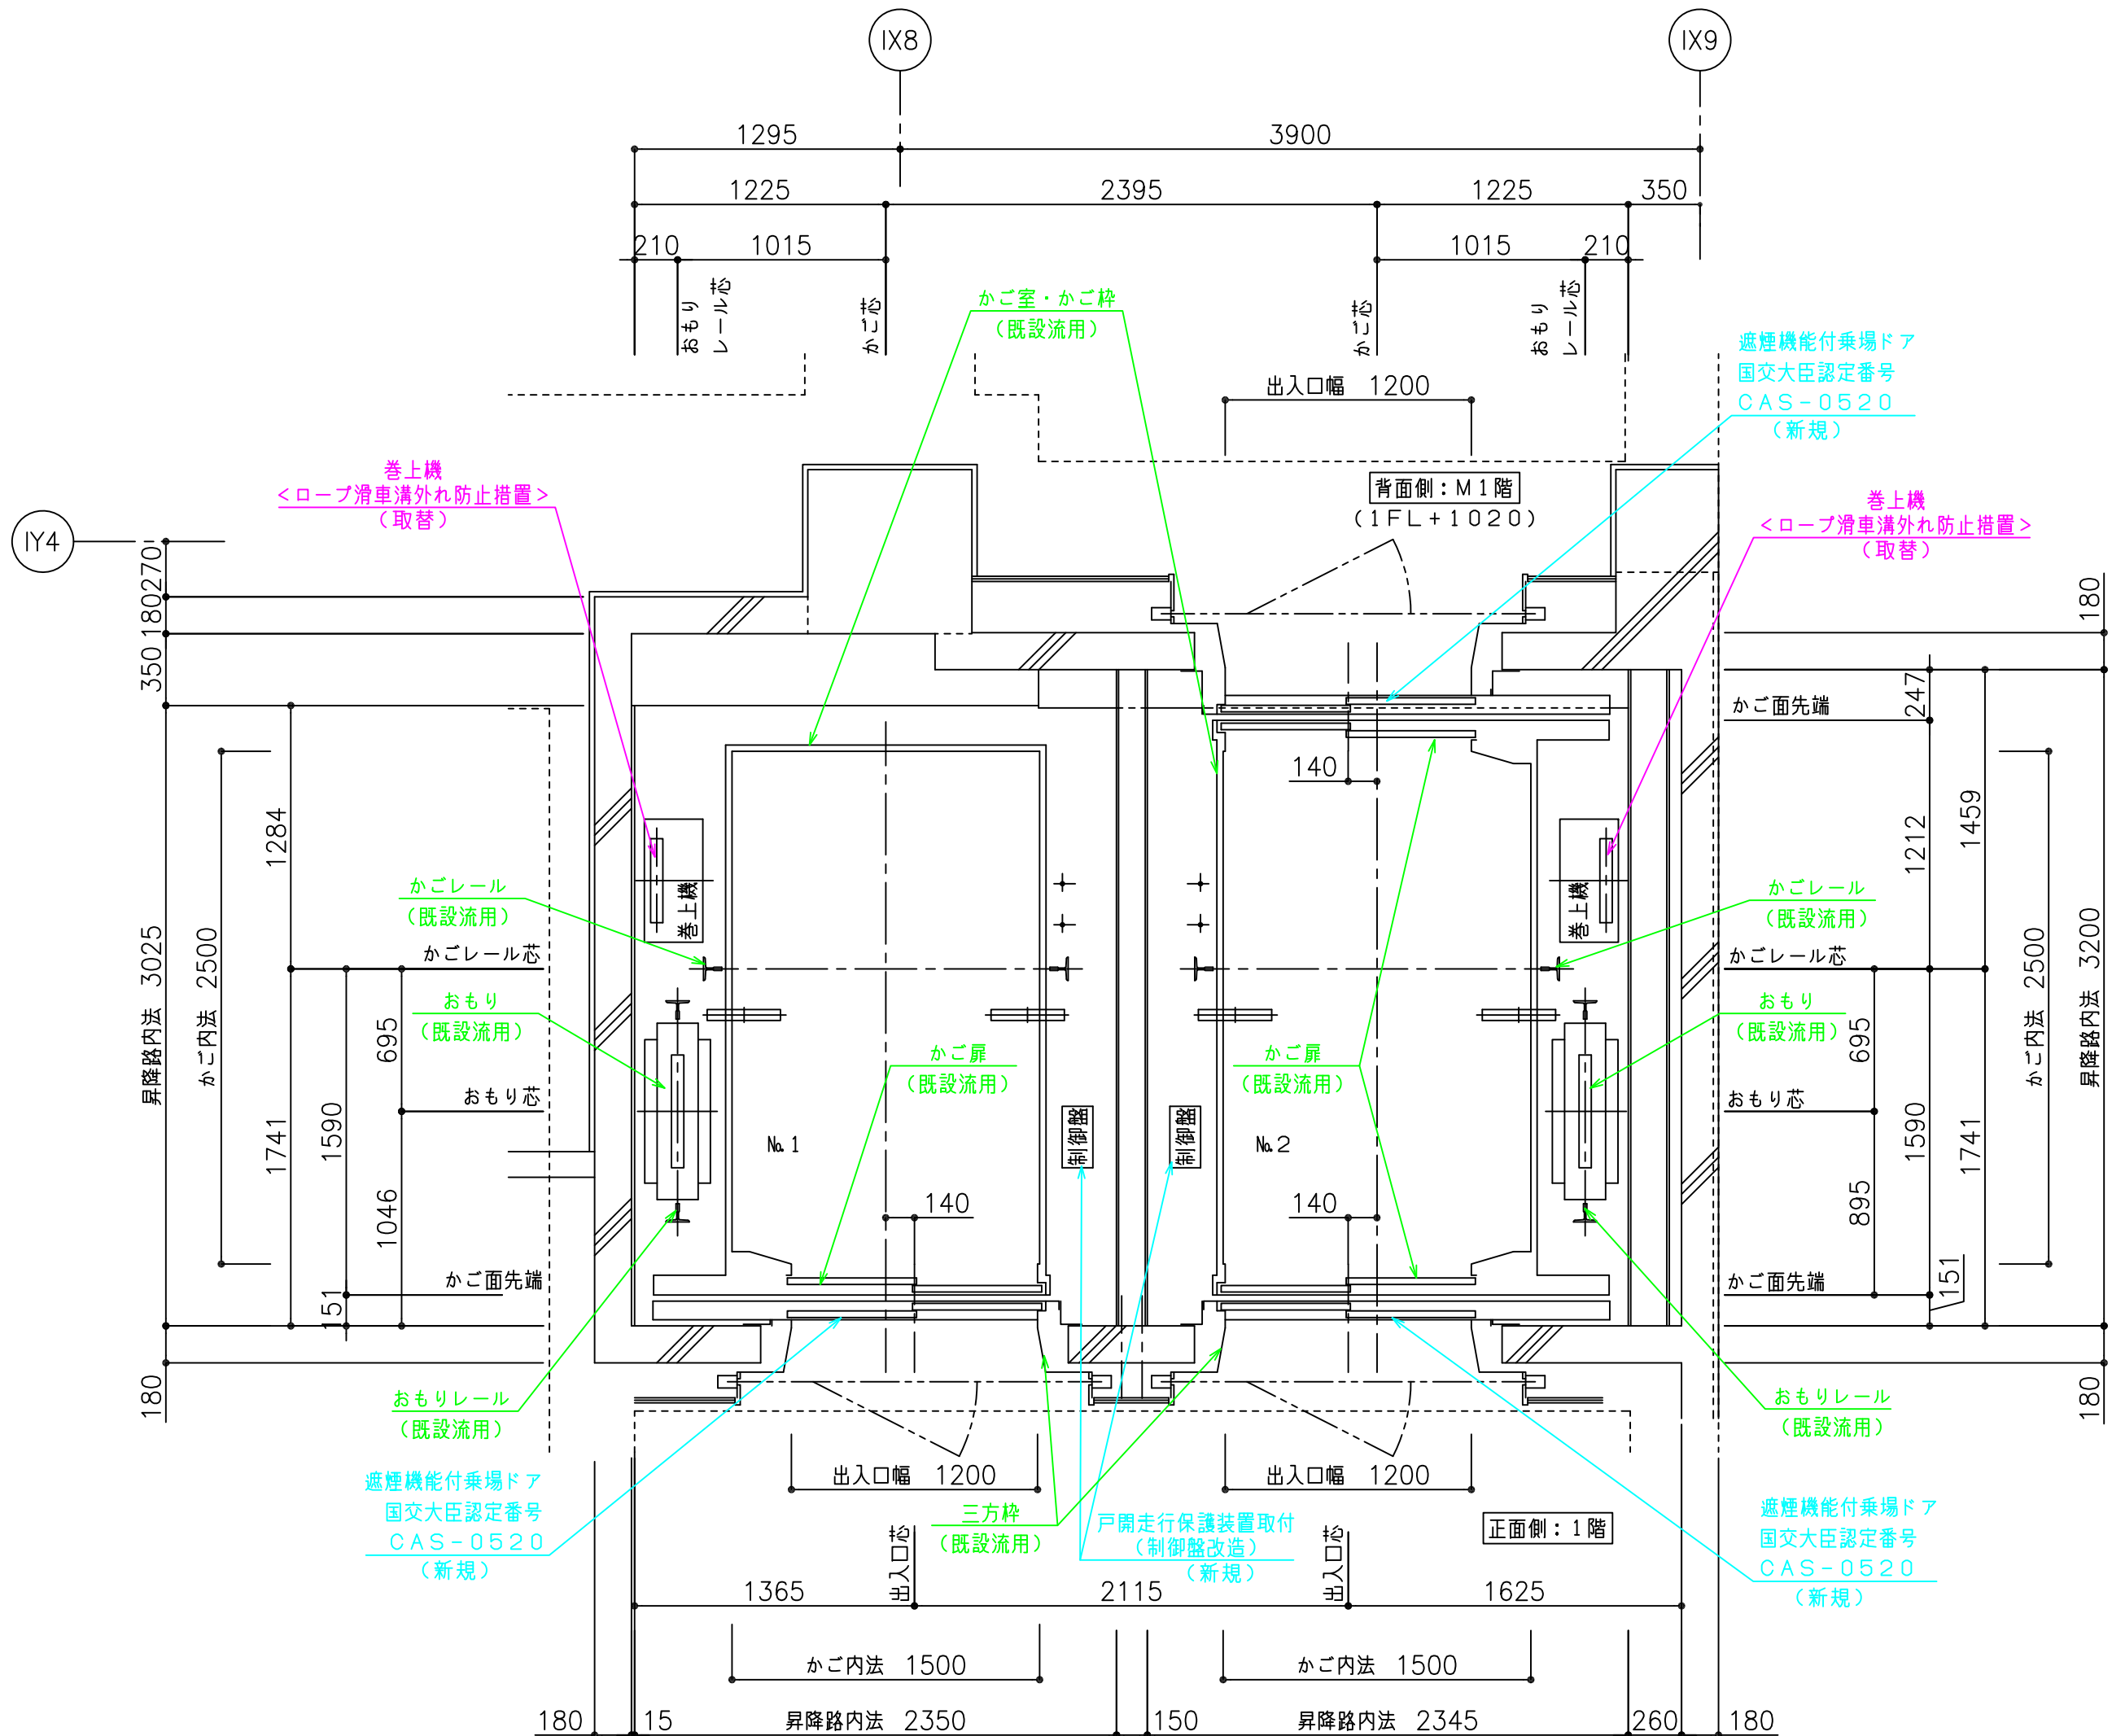 IX8
IX9
1295
3900
1225
2395
1225
350
210
1015
1015
210
おもり
レール芯
かご芯
かご芯
おもり
レール芯
かご室・かご枠
(既設流用)
遮煙機能付乗場ドア
国交大臣認定番号
CAS-0520
(新規)
出入口幅 1200
巻上機
<ロープ滑車溝外れ防止措置>
(取替)
背面側：M1階
(1FL+1020)
巻上機
<ロープ滑車溝外れ防止措置>
(取替)
IY4
270
180
350
180
247
かご面先端
140
1284
1212
1459
巻上機
巻上機
かごレール
(既設流用)
かごレール
(既設流用)
昇降路内法 3025
かご内法 2500
かごレール芯
かごレール芯
かご内法 2500
昇降路内法 3200
おもり
(既設流用)
おもり
(既設流用)
695
695
かご扉
(既設流用)
かご扉
(既設流用)
おもり芯
おもり芯
1741
1590
1046
制御盤
制御盤
№1
№2
895
1590
1741
140
140
かご面先端
かご面先端
151
151
180
180
おもりレール
(既設流用)
おもりレール
(既設流用)
出入口幅 1200
出入口幅 1200
遮煙機能付乗場ドア
国交大臣認定番号
CAS-0520
(新規)
三方枠
(既設流用)
戸開走行保護装置取付
(制御盤改造)
(新規)
正面側：1階
遮煙機能付乗場ドア
国交大臣認定番号
CAS-0520
(新規)
出入口芯
出入口芯
1365
2115
1625
かご内法 1500
かご内法 1500
180
15
昇降路内法 2350
150
昇降路内法 2345
260
180